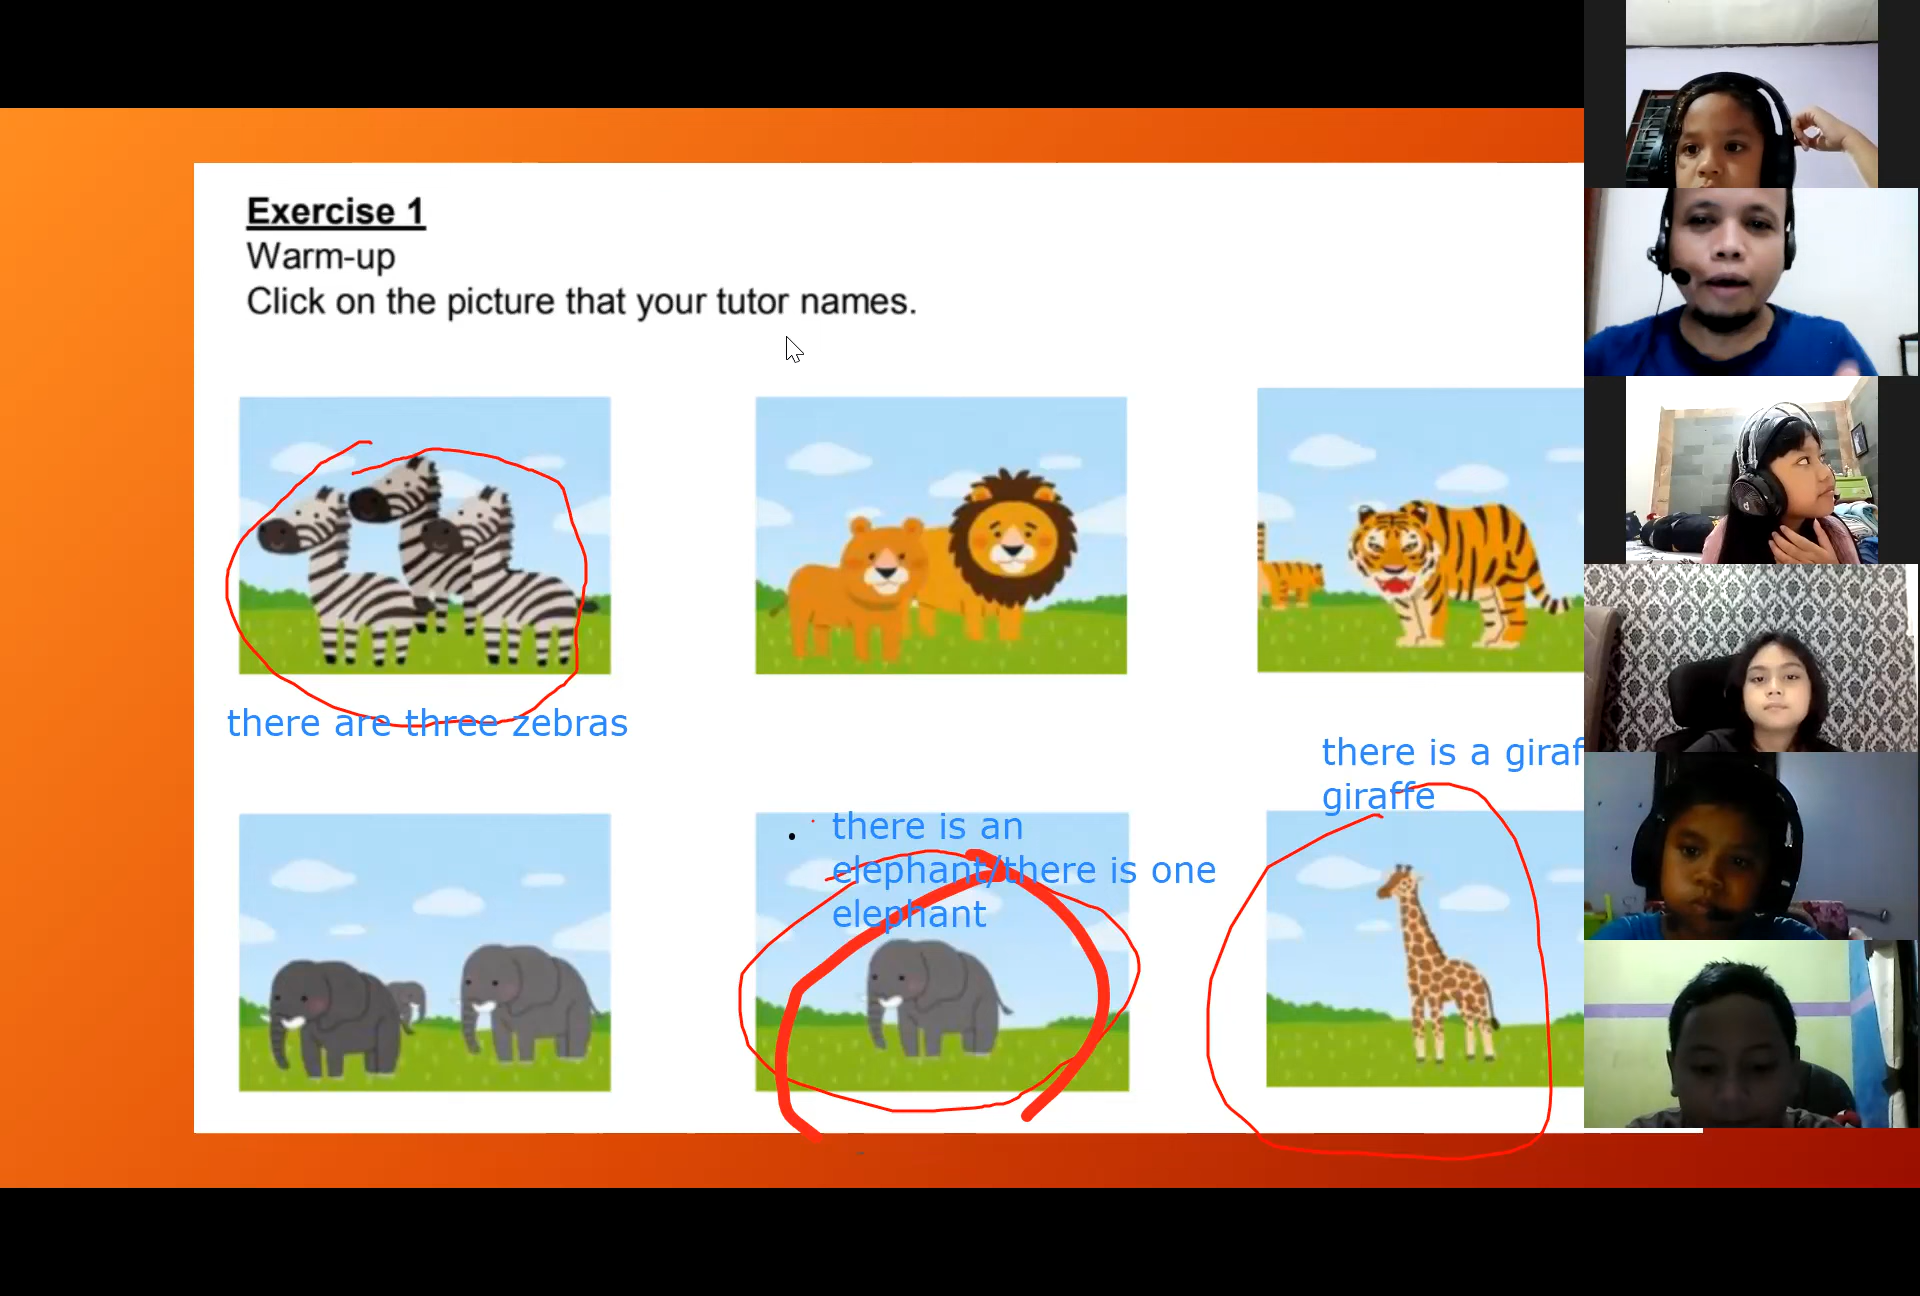 Exercise 1
Warm-up
Click on the picture that your tutor names.
there are three zebras
there is a giraf
giraffe
there is an
elephant/there is one
elephant